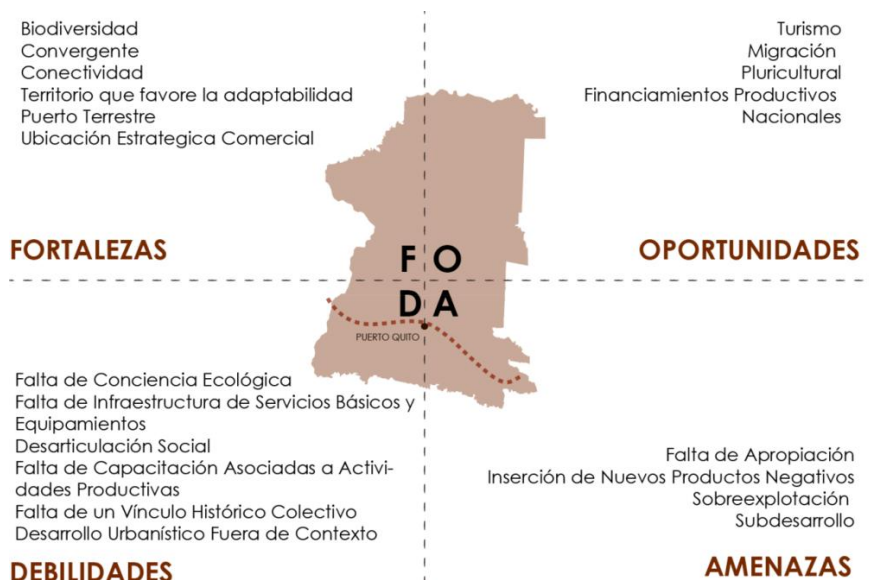 Biodiversidad
Convergente
Conectividad
Territorio que favore la adaptabilidad
Puerto Terrestre
Ubicación Estrategica Comercial
FORTALEZAS
Turismo
Migración
Pluricultural
Financiamientos Productivos
Nacionales
OPORTUNIDADES
F O
D A
PUERTO QUITO
Falta de Conciencia Ecológica
Falta de Infraestructura de Servicios Básicos y
Equipamientos
Desarticulación Social
Falta de Capacitación Asociadas a Activi-
dades Productivas
Falta de un Vínculo Histórico Colectivo
Desarrollo Urbanístico Fuera de Contexto
DEBILIDADES
Falta de Apropiación
Inserción de Nuevos Productos Negativos
Sobreexplotación
Subdesarrollo
AMENAZAS